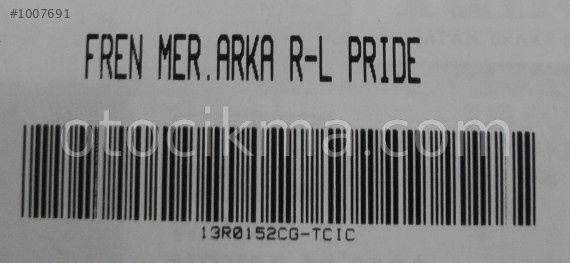 #1007691
FREN MER.ARKA R-L PRIDE
otocikma.com
13R0152CG-TCIC